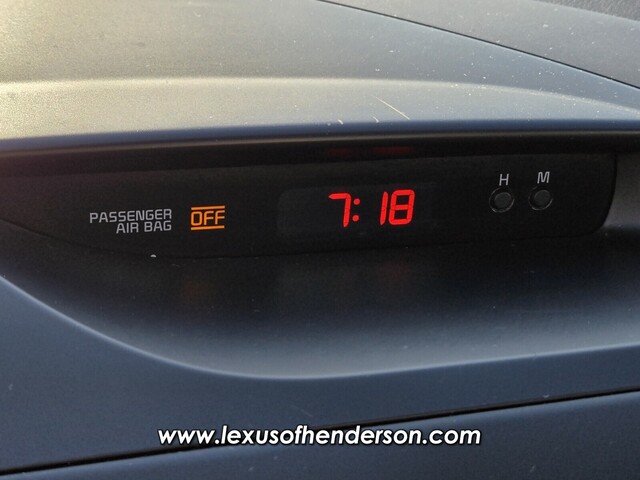 PASSENGER
AIR BAG
OFF
7:18
H
M
www.lexusofhenderson.com